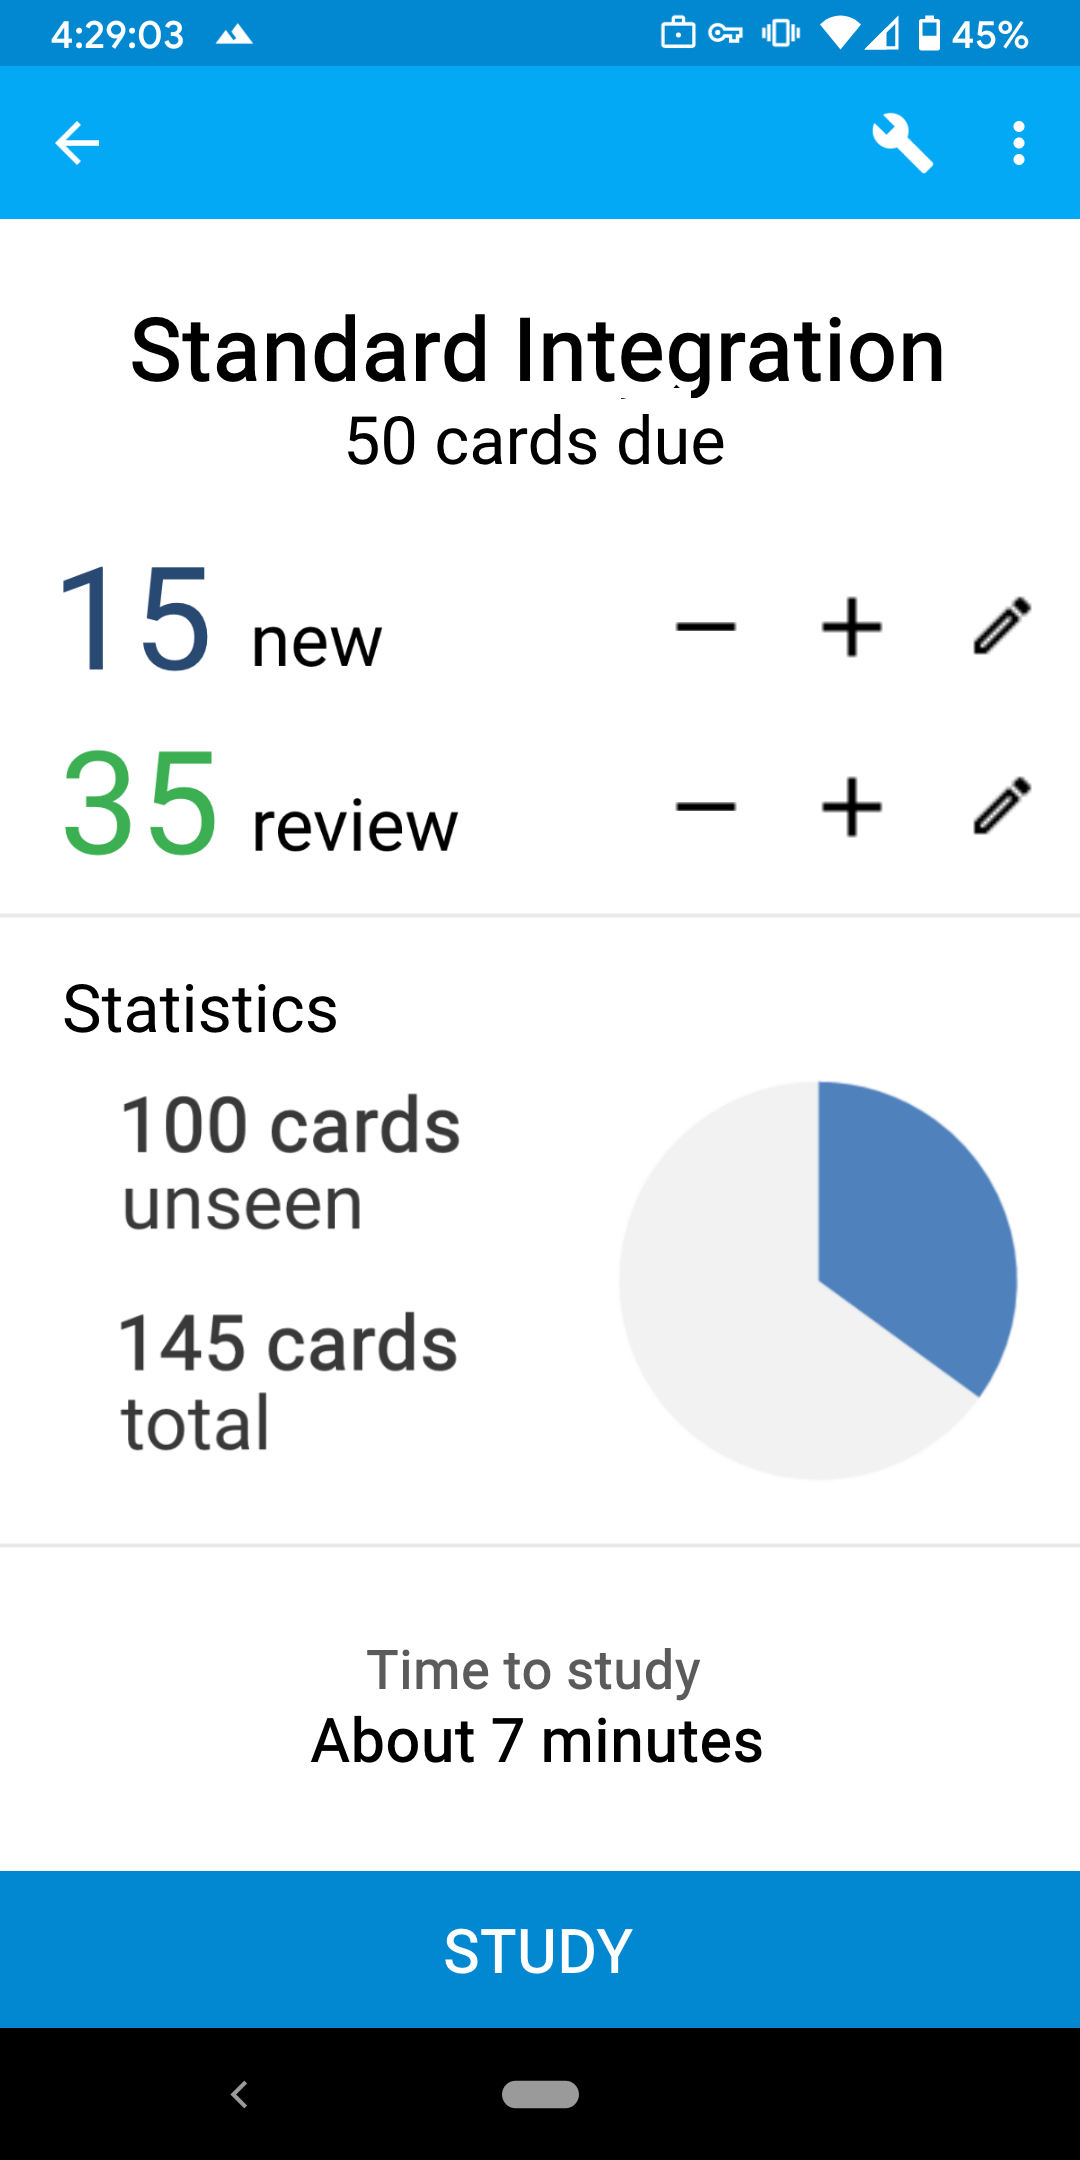 4:29:03 45%
Standard Integration
50 cards due
15 new
35 review
Statistics
100 cards
unseen
145 cards
total
Time to study
About 7 minutes
STUDY